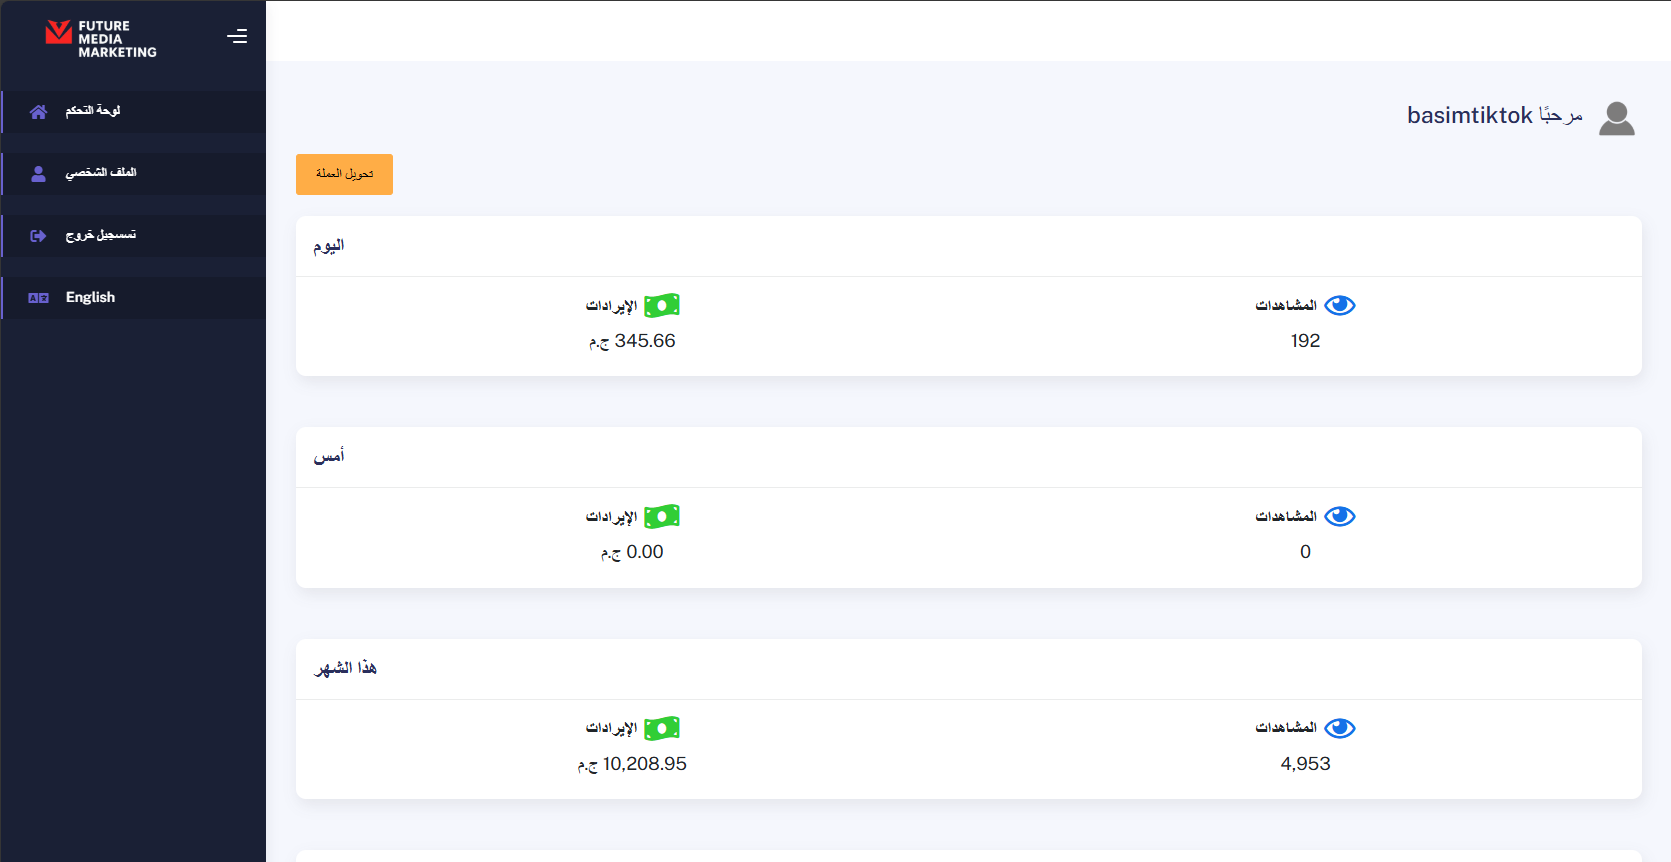 FUTURE
MEDIA
MARKETING
لوحة التحكم
الملف الشخصي
تسسجيل خروج
English
مرحبًا basimtiktok
تحويل العملة
اليوم
المشاهدات
192
الإيرادات
345.66 ج.م
أمس
المشاهدات
0
الإيرادات
0.00 ج.م
هذا الشهر
المشاهدات
4,953
الإيرادات
10,208.95 ج.م